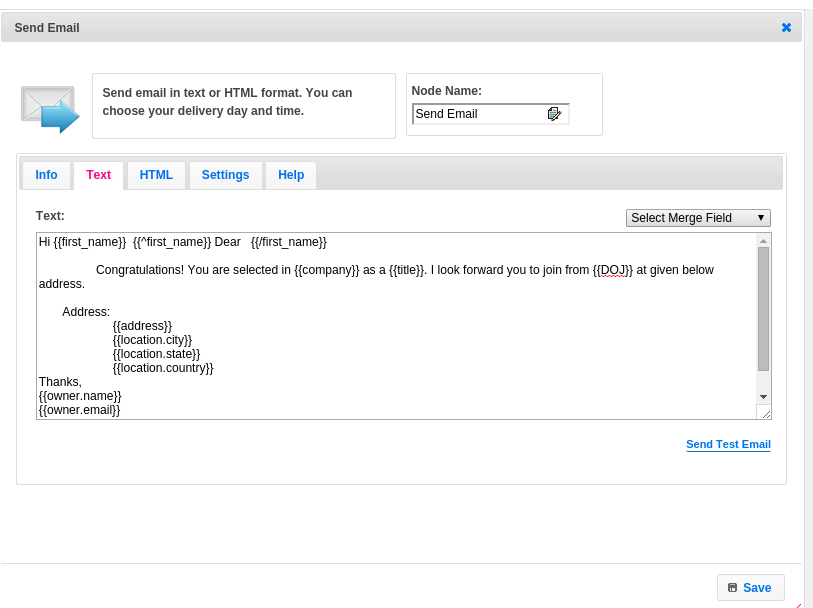 Send Email
Send email in text or HTML format. You can
choose your delivery day and time.
Node Name:
Send Email
Info Text HTML Settings Help
Text:
Select Merge Field
Hi {{first_name}}  {{^first_name}} Dear   {{/first_name}}
Congratulations! You are selected in {{company}} as a {{title}}. I look forward you to join from {{DOJ}} at given below
address.
Address:
{{address}}
{{location.city}}
{{location.state}}
{{location.country}}
Thanks,
{{owner.name}}
{{owner.email}}
Send Test Email
Save